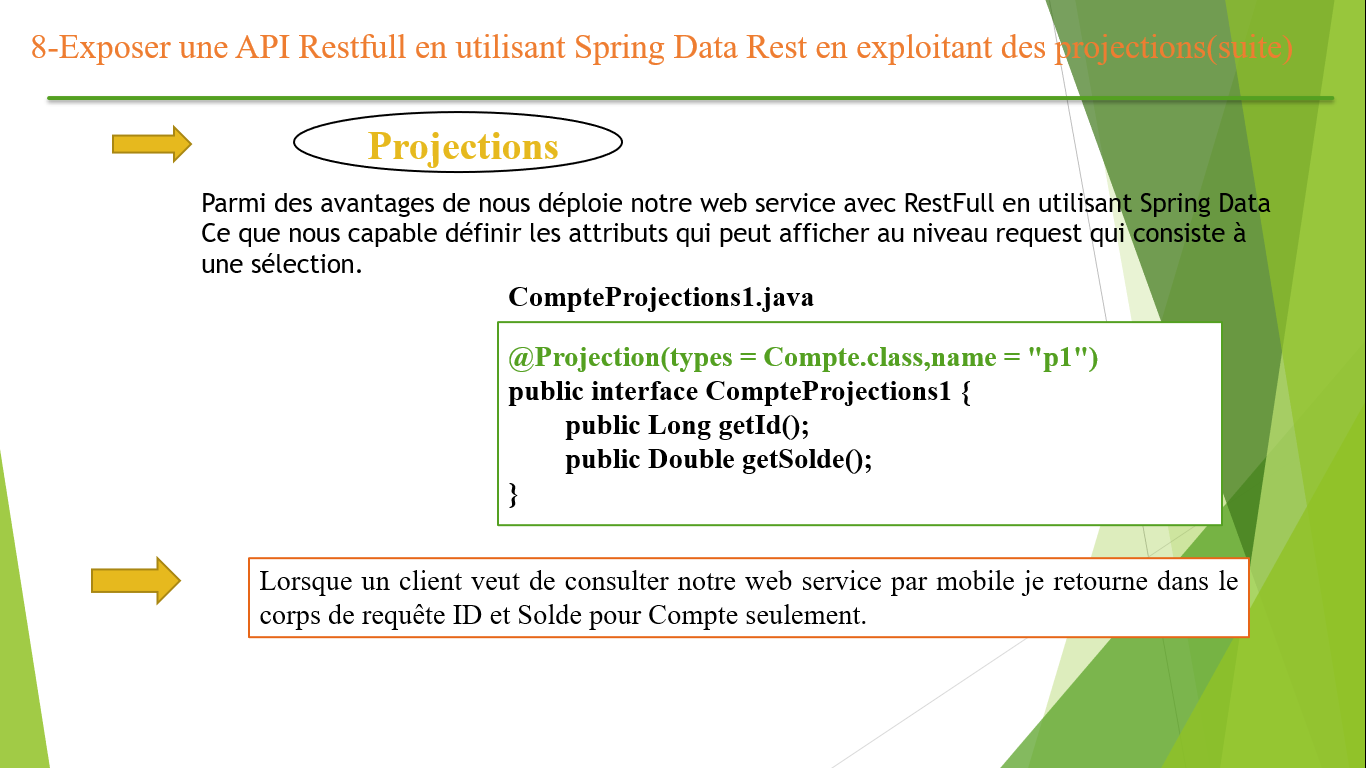 8-Exposer une API Restfull en utilisant Spring Data Rest en exploitant des projections(suite)
Projections
Parmi des avantages de nous déploie notre web service avec RestFull en utilisant Spring Data
Ce que nous capable définir les attributs qui peut afficher au niveau request qui consiste à
une sélection.
CompteProjections1.java
@Projection(types = Compte.class,name = "p1")
public interface CompteProjections1 {
public Long getId();
public Double getSolde();
}
Lorsque un client veut de consulter notre web service par mobile je retourne dans le
corps de requête ID et Solde pour Compte seulement.